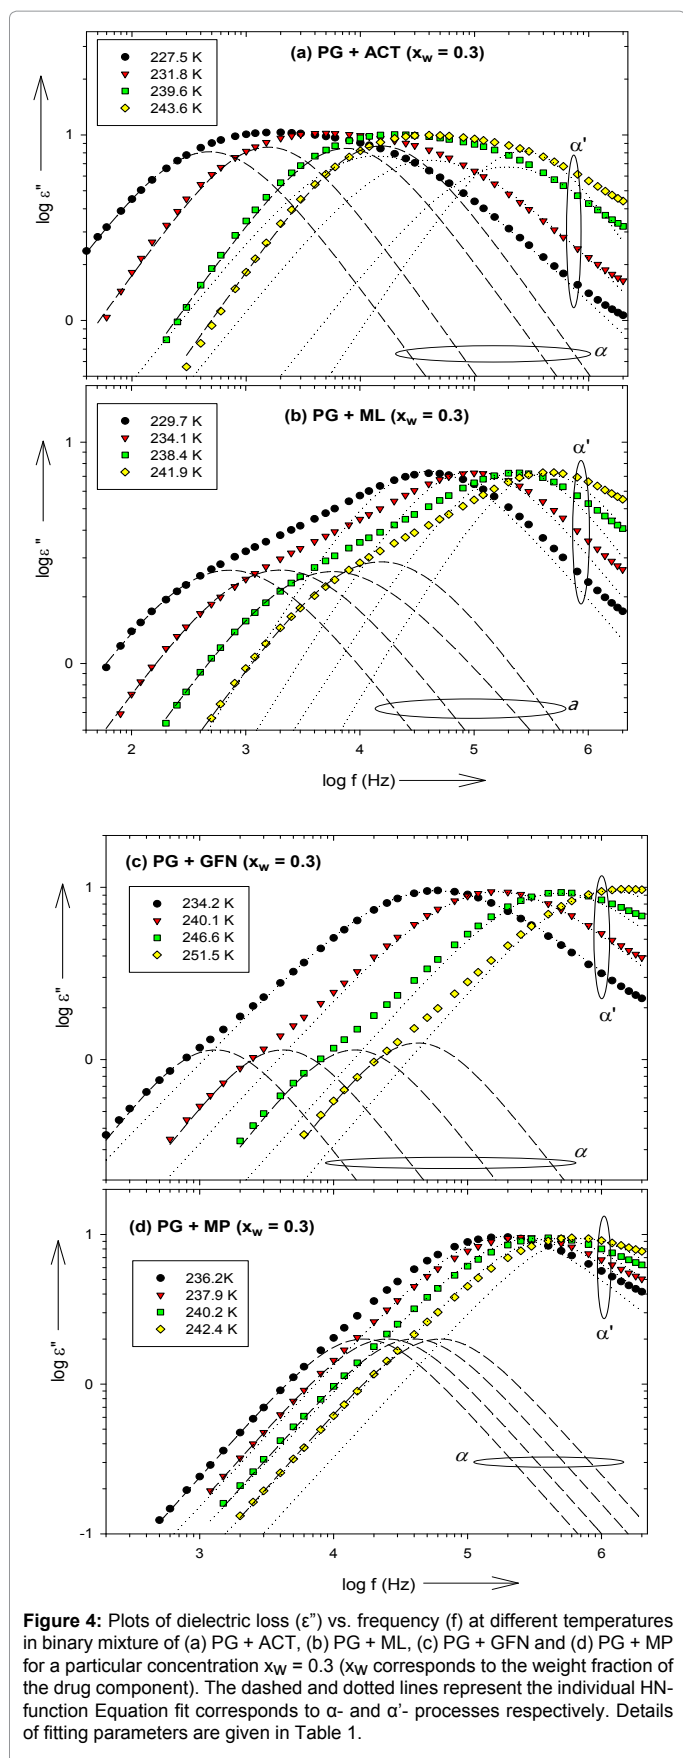 (a) PG + ACT (xw = 0.3)
227.5 K
231.8 K
239.6 K
243.6 K
log ε"
1
0
α'
α
(b) PG + ML (xw = 0.3)
229.7 K
234.1 K
238.4 K
241.9 K
logε"
1
0
α'
a
2 3 4 5 6
log f (Hz)
(c) PG + GFN (xw = 0.3)
234.2 K
240.1 K
246.6 K
251.5 K
log ε"
1
0
α'
α
(d) PG + MP (xw = 0.3)
236.2K
237.9 K
240.2 K
242.4 K
log ε"
1
0
-1
α'
α
3 4 5 6
log f (Hz)
Figure 4: Plots of dielectric loss (ε”) vs. frequency (f) at different temperatures
in binary mixture of (a) PG + ACT, (b) PG + ML, (c) PG + GFN and (d) PG + MP
for a particular concentration xw = 0.3 (xw corresponds to the weight fraction of
the drug component). The dashed and dotted lines represent the individual HN-
function Equation fit corresponds to α- and α’- processes respectively. Details
of fitting parameters are given in Table 1.